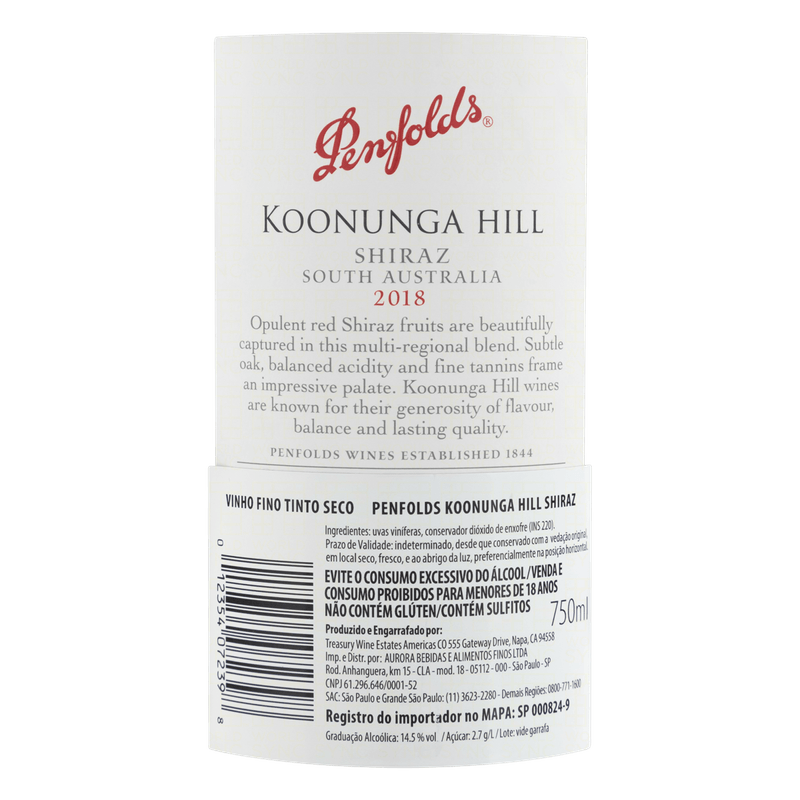 Penfolds®
KOONUNGA HILL
SHIRAZ
SOUTH AUSTRALIA
2018
Opulent red Shiraz fruits are beautifully
captured in this multi-regional blend. Subtle
oak, balanced acidity and fine tannins frame
an impressive palate. Koonunga Hill wines
are known for their generosity of flavour,
balance and lasting quality.
PENFOLDS WINES ESTABLISHED 1844
VINHO FINO TINTO SECO PENFOLDS KOONUNGA HILL SHIRAZ
Ingredientes: uvas viníferas, conservador dióxido de enxofre (INS 220).
Prazo de Validade: indeterminado, desde que conservado com a vedação original,
em local seco, fresco, e ao abrigo da luz, preferencialmente na posição horizontal.
EVITE O CONSUMO EXCESSIVO DO ÁLCOOL/VENDA E
CONSUMO PROIBIDOS PARA MENORES DE 18 ANOS
NÃO CONTÉM GLÚTEN/CONTÉM SULFITOS
750ml
Produzido e Engarrafado por:
Treasury Wine Estates Americas CO 555 Gateway Drive, Napa, CA 94558
Imp. e Distr. por: AURORA BEBIDAS E ALIMENTOS FINOS LTDA
Rod. Anhanguera, km 15 - CLA - mod. 18 - 05112 - 000 - São Paulo - SP
CNPJ 61.296.646/0001-52
SAC: São Paulo e Grande São Paulo: (11) 3623-2280 - Demais Regiões: 0800-771-1600
Registro do importador no MAPA: SP 000824-9
Graduação Alcoólica: 14.5 % vol / Açúcar: 2.7 g/L / Lote: vide garrafa
0 12354 07239 8